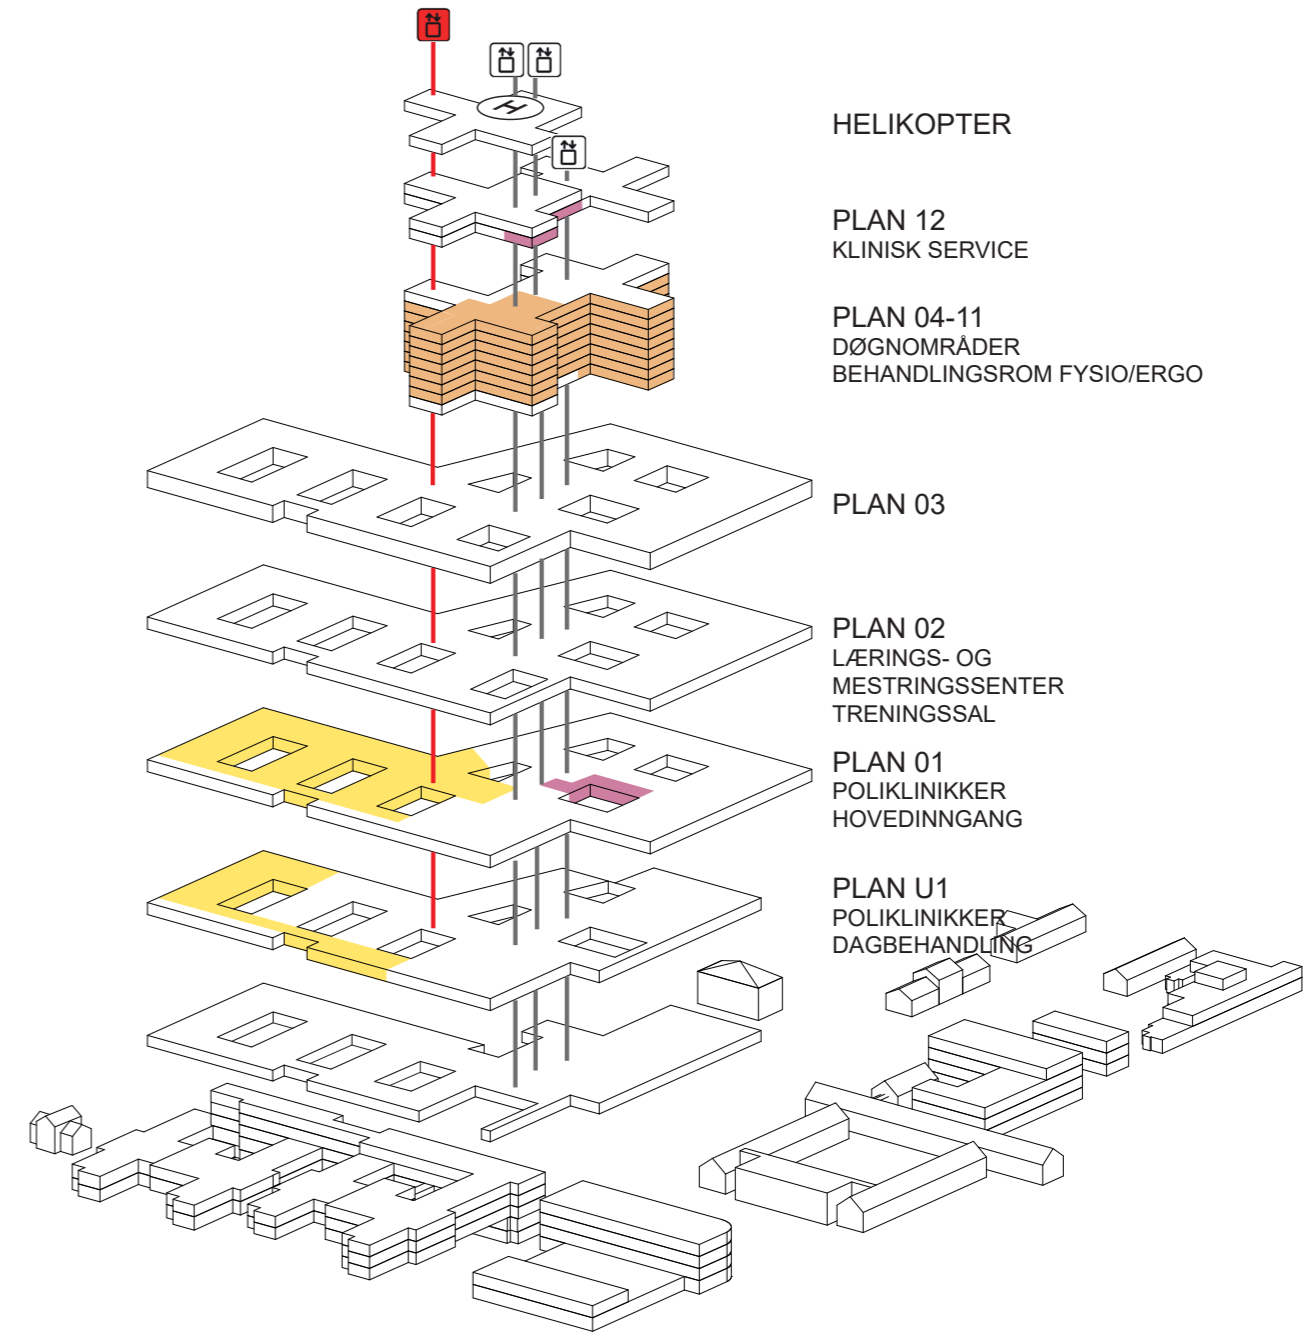 H
HELIKOPTER
PLAN 12
KLINISK SERVICE
PLAN 04-11
DØGNOMRÅDER
BEHANDLINGSROM FYSIO/ERGO
PLAN 03
PLAN 02
LÆRINGS- OG
MESTRINGSSENTER
TRENINGSSAL
PLAN 01
POLIKLINIKKER
HOVEDINNGANG
PLAN U1
POLIKLINIKKER
DAGBEHANDLING